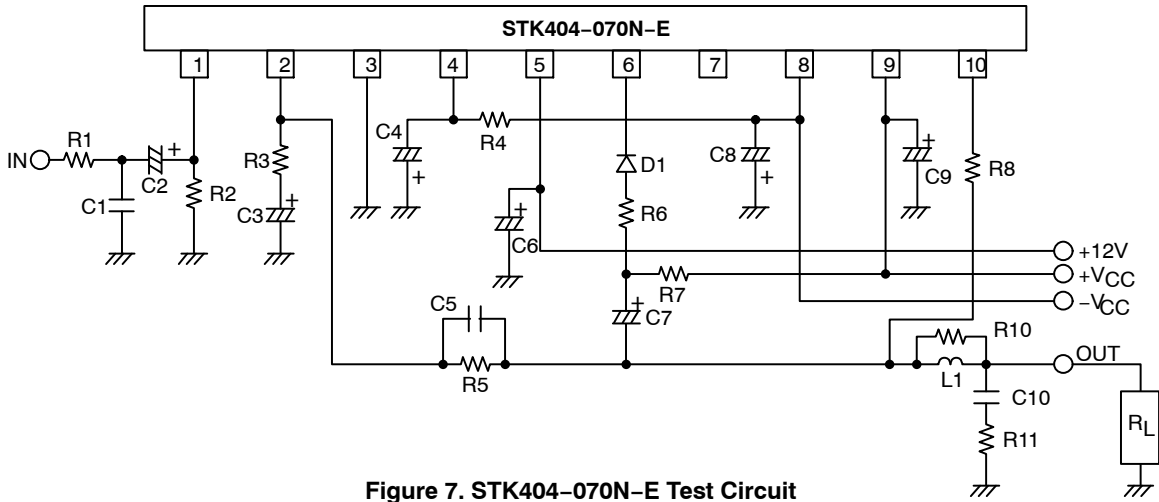 STK404−070N−E
1 2 3 4 5 6 7 8 9 10
IN
R1
C2
+
C1
R2
R3
C3
+
C4
+
R4
C6
+
D1
R6
R7
C7
+
C8
+
C9
+
R8
+12V
+VCC
−VCC
C5
R5
R10
L1
OUT
C10
R11
RL
Figure 7. STK404−070N−E Test Circuit